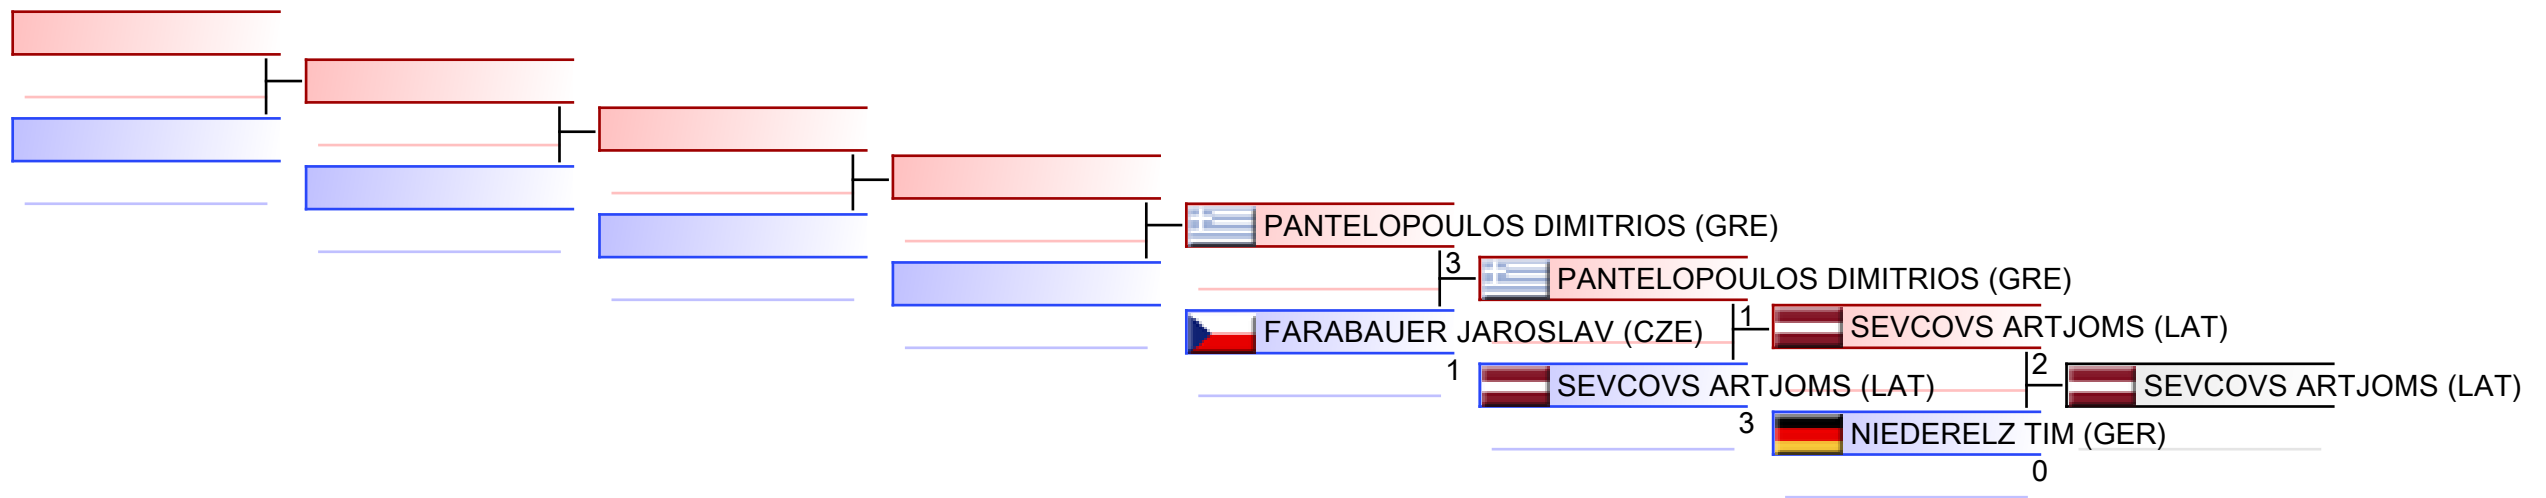 PANTELOPOULOS DIMITRIOS (GRE)
3
PANTELOPOULOS DIMITRIOS (GRE)
FARABAUER JAROSLAV (CZE)
1
1
SEVCOVS ARTJOMS (LAT)
SEVCOVS ARTJOMS (LAT)
3
2
SEVCOVS ARTJOMS (LAT)
NIEDERELZ TIM (GER)
0